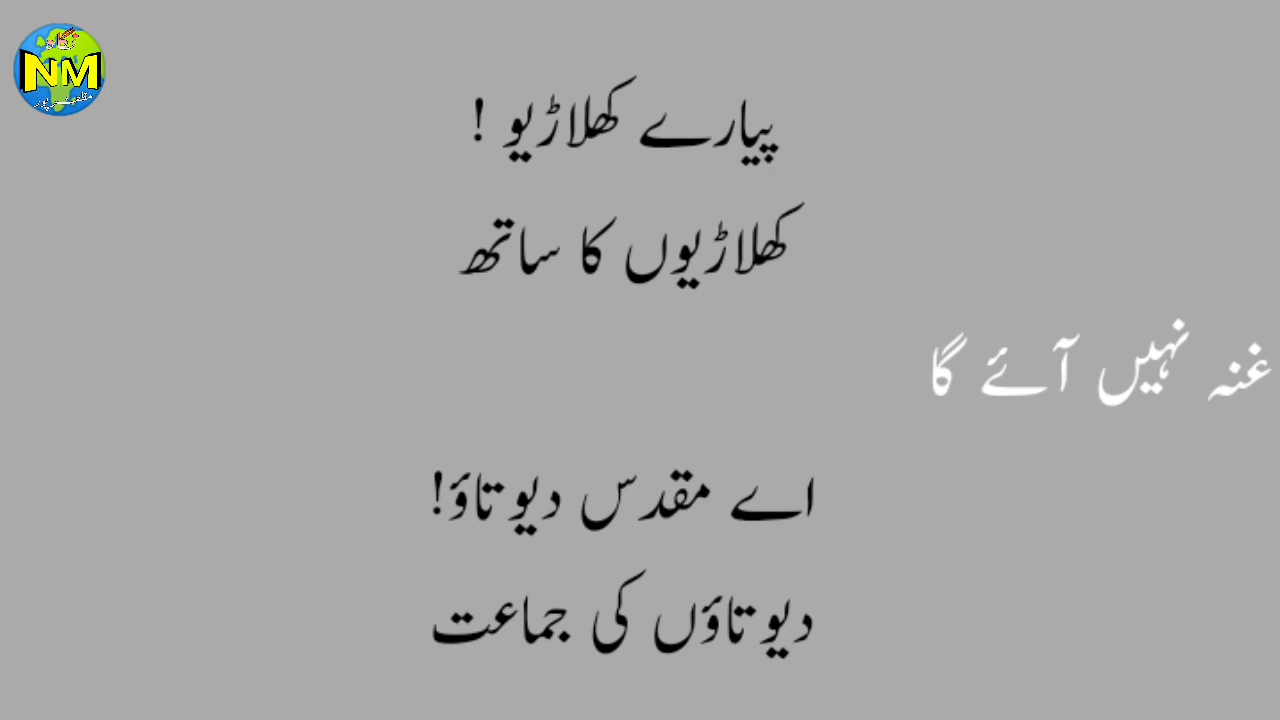 NM
پیارے کھلاڑیو !
کھلاڑیوں کا ساتھ
غنہ نہیں آئے گا
اے مقدس دیوتاؤ!
دیوتاؤں کی جماعت